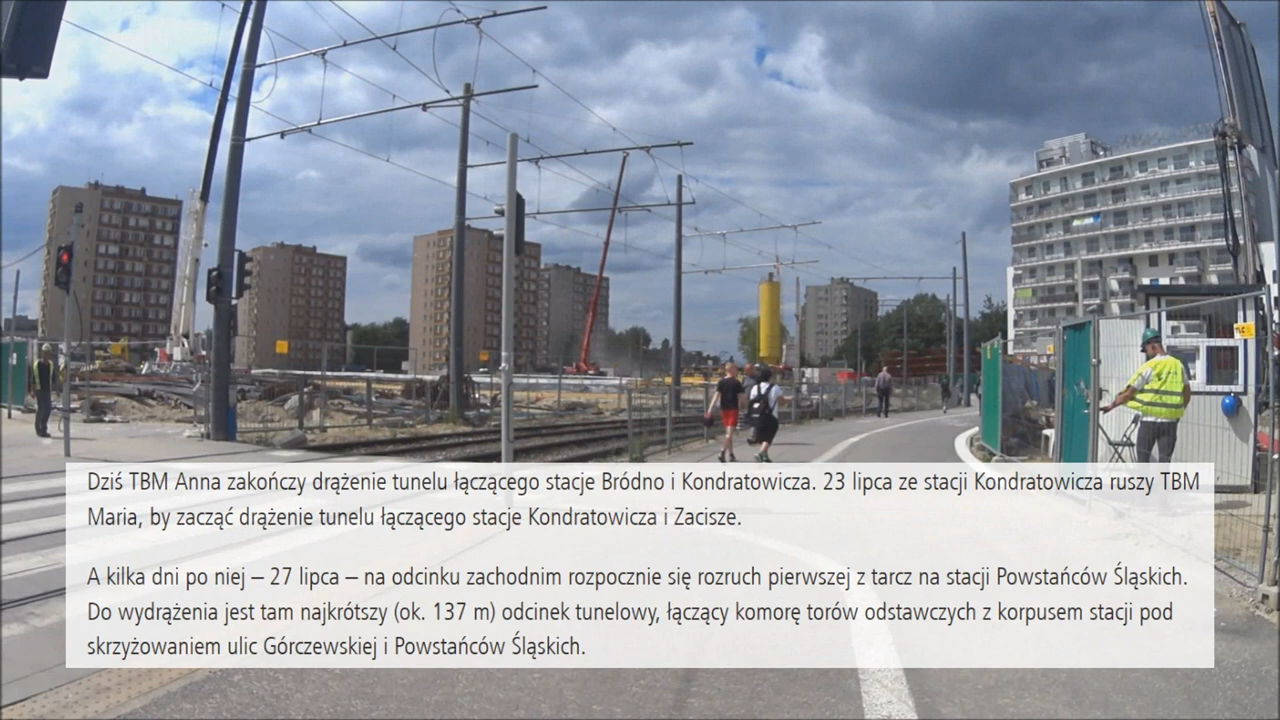 TLC
Dziś TBM Anna zakończy drążenie tunelu łączącego stacje Bródno i Kondratowicza. 23 lipca ze stacji Kondratowicza ruszy TBM
Maria, by zacząć drążenie tunelu łączącego stacje Kondratowicza i Zacisze.
A kilka dni po niej – 27 lipca – na odcinku zachodnim rozpocznie się rozruch pierwszej z tarcz na stacji Powstańców Śląskich.
Do wydrążenia jest tam najkrótszy (ok. 137 m) odcinek tunelowy, łączący komorę torów odstawczych z korpusem stacji pod
skrzyżowaniem ulic Górczewskiej i Powstańców Śląskich.